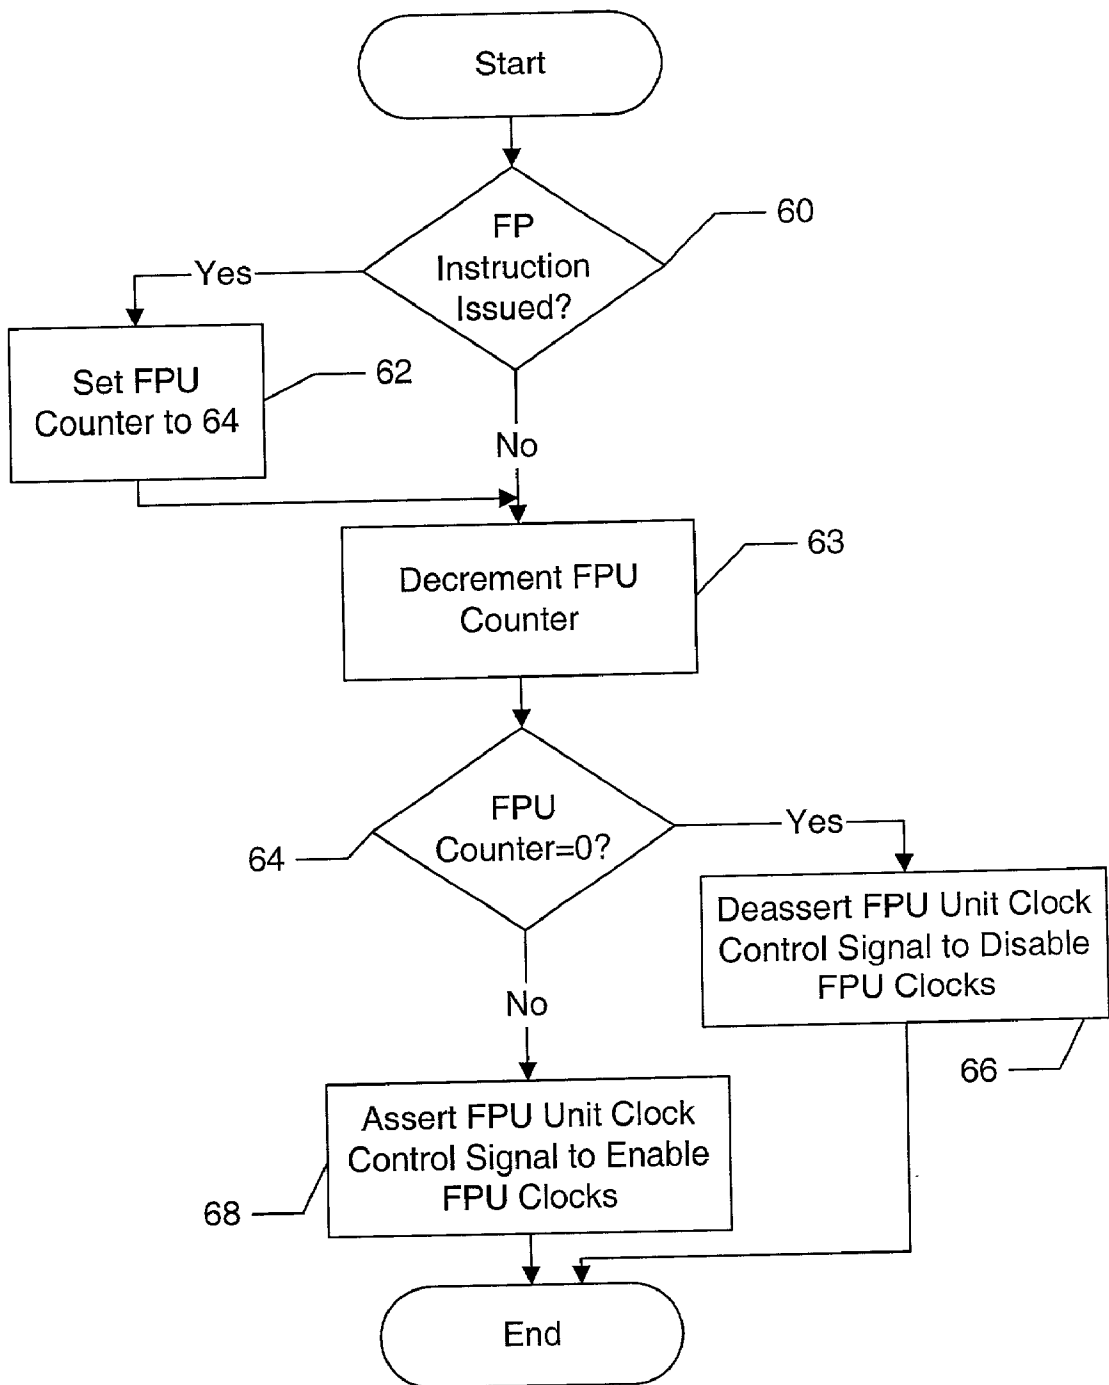 Start
FP
Instruction
Issued?
60
Yes
Set FPU
Counter to 64
62
No
Decrement FPU
Counter
63
FPU
Counter=0?
64
Yes
Deassert FPU Unit Clock
Control Signal to Disable
FPU Clocks
66
No
Assert FPU Unit Clock
Control Signal to Enable
FPU Clocks
68
End